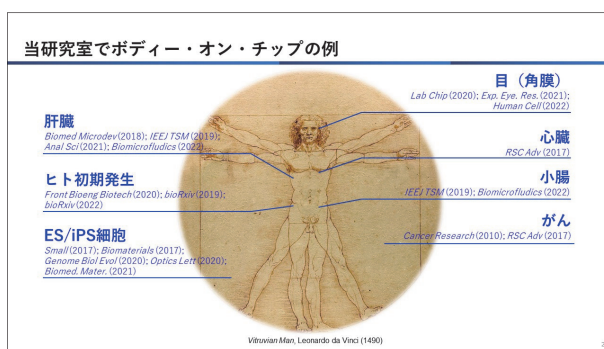 当研究室でボディー・オン・チップの例
目（角膜）
Lab Chip (2020); Exp. Eye. Res. (2021);
Human Cell (2022)
肝臓
Biomed Microdev (2018); IEEJ TSM (2019);
Anal Sci (2021); Biomicrofludics (2022)
心臓
RSC Adv (2017)
ヒト初期発生
Front Bioeng Biotech (2020); bioRxiv (2019);
bioRxiv (2022)
小腸
IEEJ TSM (2019); Biomicrofludics (2022)
ES/iPS細胞
Small (2017); Biomaterials (2017);
Genome Biol Evol (2020); Optics Lett (2020);
Biomed. Mater. (2021)
がん
Cancer Research (2010); RSC Adv (2017)
Vitruvian Man, Leonardo da Vinci (1490)